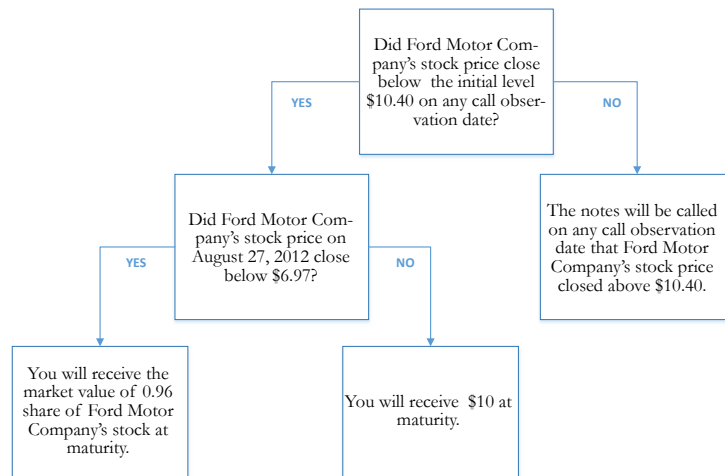 Did Ford Motor Com-
pany's stock price close
below the initial level
$10.40 on any call obser-
vation date?
YES
NO
Did Ford Motor Com-
pany's stock price on
August 27, 2012 close
below $6.97?
The notes will be called
on any call observation
date that Ford Motor
Company's stock price
closed above $10.40.
YES
NO
You will receive the
market value of 0.96
share of Ford Motor
Company's stock at
maturity.
You will receive $10 at
maturity.